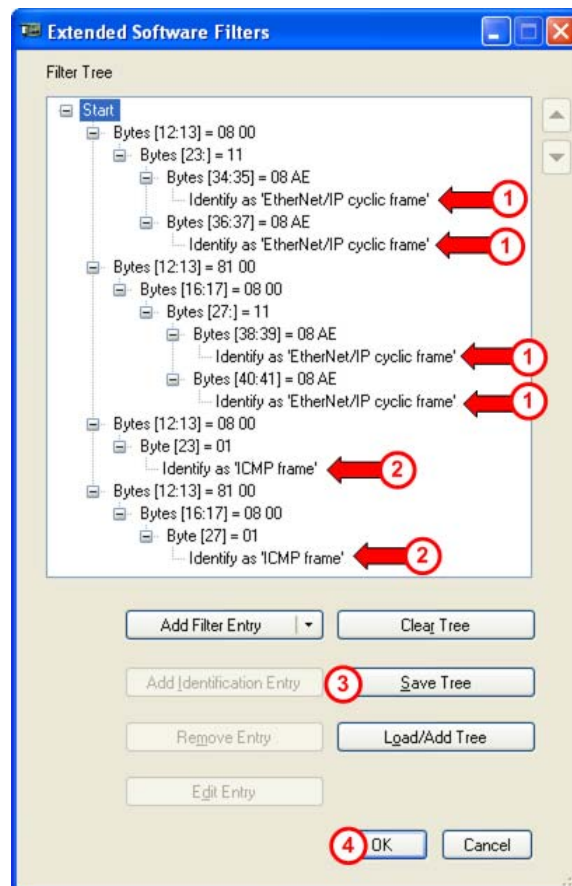 Extended Software Filters
Filter Tree
Start
Bytes [12:13] = 08 00
Bytes [23:] = 11
Bytes [34:35] = 08 AE
Identify as 'EtherNet/IP cyclic frame' 1
Bytes [36:37] = 08 AE
Identify as 'EtherNet/IP cyclic frame' 1
Bytes [12:13] = 81 00
Bytes [16:17] = 08 00
Bytes [27:] = 11
Bytes [38:39] = 08 AE
Identify as 'EtherNet/IP cyclic frame' 1
Bytes [40:41] = 08 AE
Identify as 'EtherNet/IP cyclic frame' 1
Bytes [12:13] = 08 00
Byte [23] = 01
Identify as 'ICMP frame' 2
Bytes [12:13] = 81 00
Bytes [16:17] = 08 00
Byte [27] = 01
Identify as 'ICMP frame' 2
Add Filter Entry Clear Tree
Add Identification Entry 3 Save Tree
Remove Entry Load/Add Tree
Edit Entry
4 OK Cancel